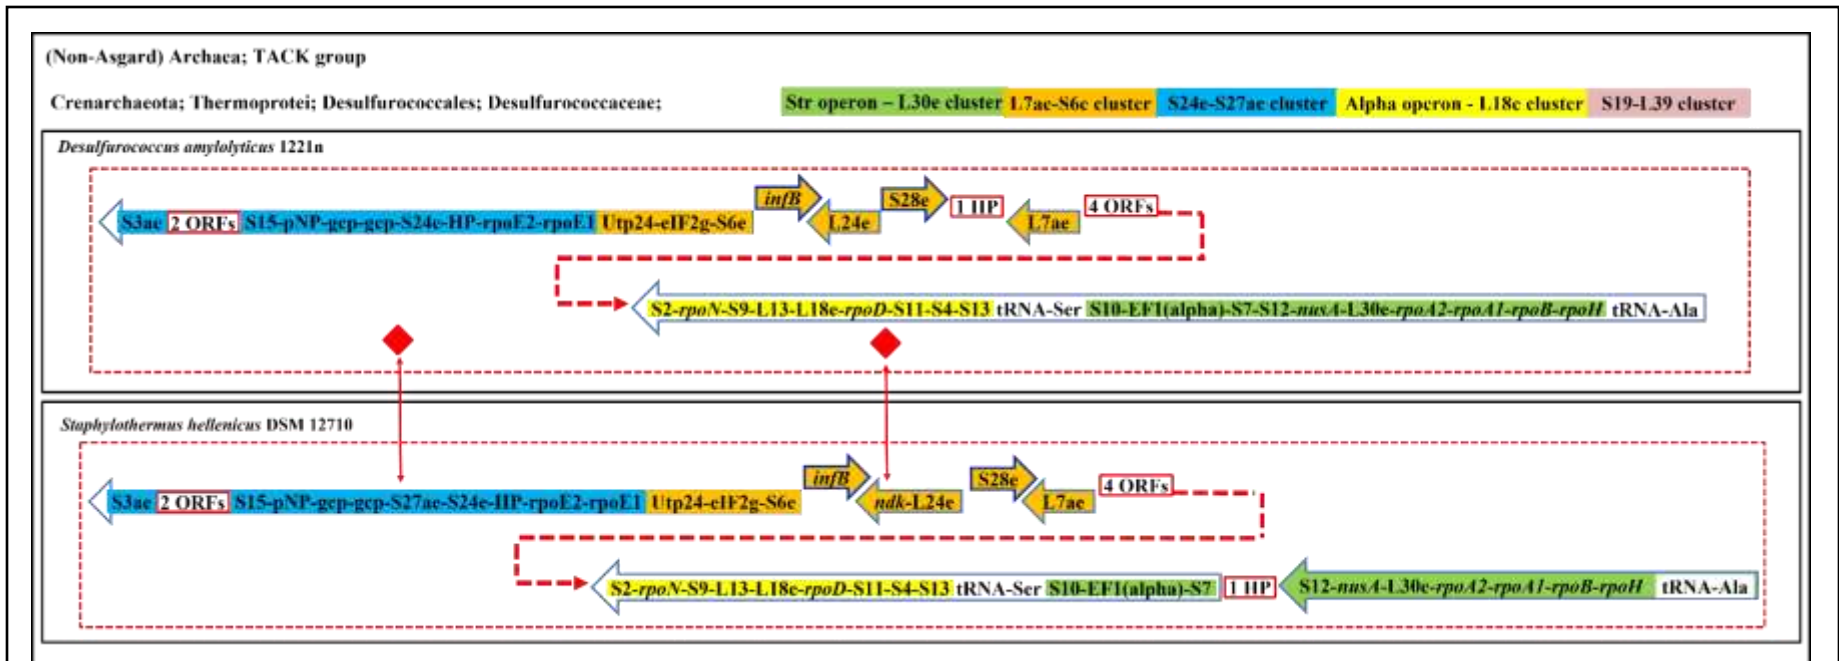 (Non-Asgard) Archaea; TACK group
Crenarchaeota; Thermoprotei; Desulfurococcales; Desulfurococcaceae;
Str operon – L30e cluster L7ae-S6e cluster S24e-S27ae cluster Alpha operon - L18e cluster S19-L39 cluster
Desulfurococcus amylolyticus 1221n
infB S28e 1 HP 4 ORFs
S3ae 2 ORFs S15-pNP-gcp-gcp-S24e-HP-rpoE2-rpoE1 Utp24-eIF2g-S6e L24e L7ae
S2-rpoN-S9-L13-L18e-rpoD-S11-S4-S13 tRNA-Ser S10-EF1(alpha)-S7-S12-nusA-L30e-rpoA2-rpoA1-rpoB-rpoH tRNA-Ala
Staphylothermus hellenicus DSM 12710
infB S28e 4 ORFs
S3ae 2 ORFs S15-pNP-gcp-gcp-S27ae-S24e-HP-rpoE2-rpoE1 Utp24-eIF2g-S6e ndk-L24e L7ae
S2-rpoN-S9-L13-L18e-rpoD-S11-S4-S13 tRNA-Ser S10-EF1(alpha)-S7 1 HP S12-nusA-L30e-rpoA2-rpoA1-rpoB-rpoH tRNA-Ala